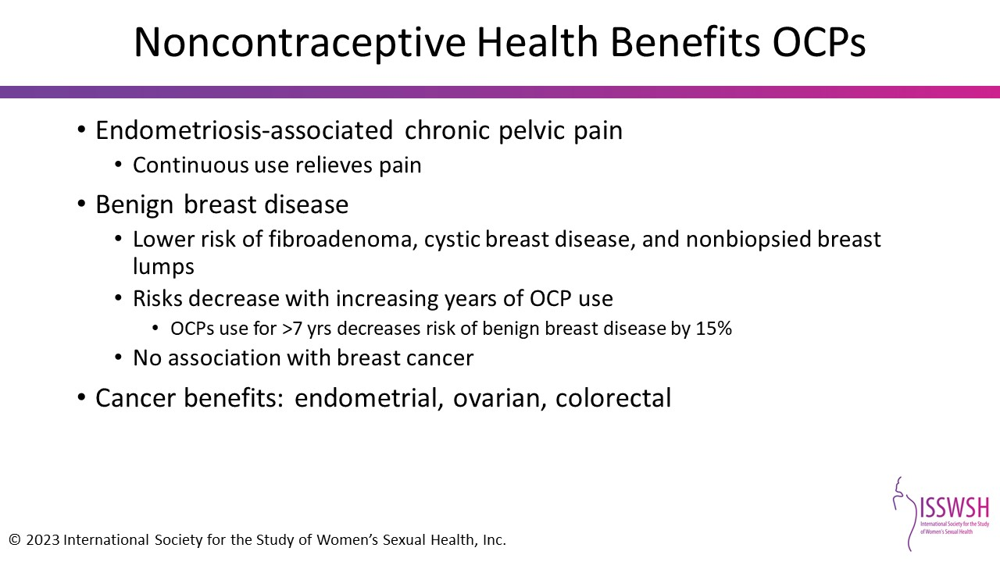 Noncontraceptive Health Benefits OCPs
• Endometriosis-associated chronic pelvic pain
• Continuous use relieves pain
• Benign breast disease
• Lower risk of fibroadenoma, cystic breast disease, and nonbiopsied breast
lumps
• Risks decrease with increasing years of OCP use
• OCPs use for >7 yrs decreases risk of benign breast disease by 15%
• No association with breast cancer
• Cancer benefits: endometrial, ovarian, colorectal
ISSWSH
International Society for the Study
of Women's Sexual Health
© 2023 International Society for the Study of Women’s Sexual Health, Inc.